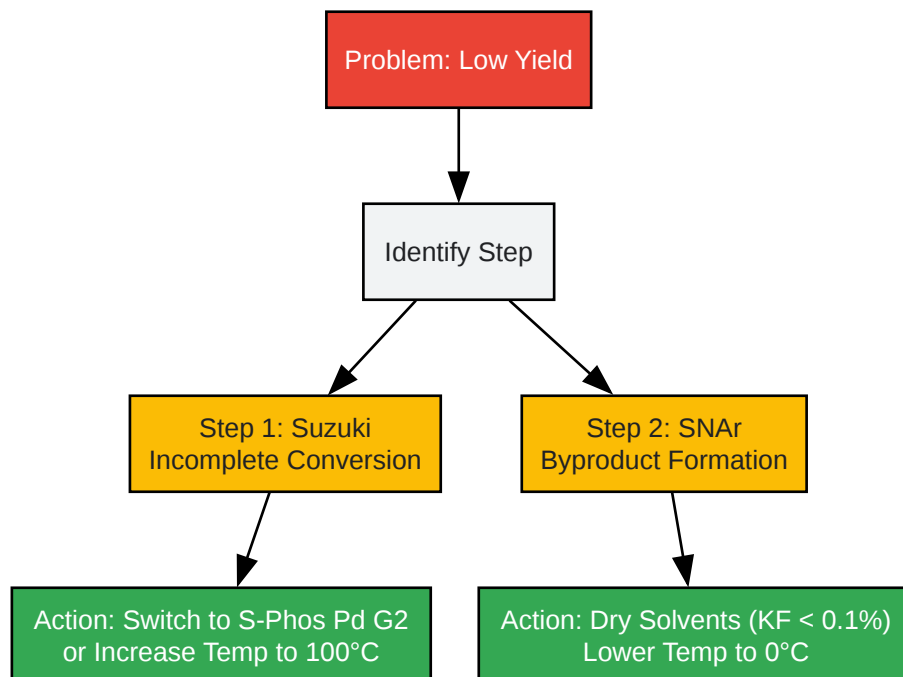 Problem: Low Yield
Identify Step
Step 1: Suzuki
Incomplete Conversion
Step 2: SNAr
Byproduct Formation
Action: Switch to S-Phos Pd G2
or Increase Temp to 100°C
Action: Dry Solvents (KF < 0.1%)
Lower Temp to 0°C